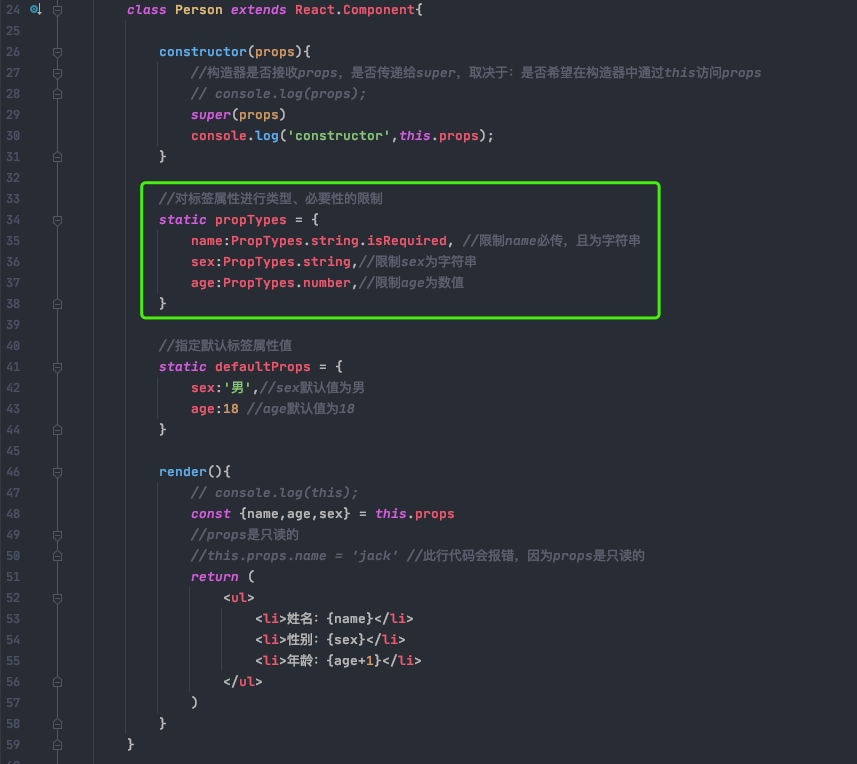 24 class Person extends React.Component{
25
26 constructor(props){
27 //构造器是否接收props，是否传递给super，取决于：是否希望在构造器中通过this访问props
28 // console.log(props);
29 super(props)
30 console.log('constructor',this.props);
31 }
32
33 //对标签属性进行类型、必要性的限制
34 static propTypes = {
35 name:PropTypes.string.isRequired, //限制name必传，且为字符串
36 sex:PropTypes.string,//限制sex为字符串
37 age:PropTypes.number,//限制age为数值
38 }
39
40 //指定默认标签属性值
41 static defaultProps = {
42 sex:'男',//sex默认值为男
43 age:18 //age默认值为18
44 }
45
46 render(){
47 // console.log(this);
48 const {name,age,sex} = this.props
49 //props是只读的
50 //this.props.name = 'jack' //此行代码会报错，因为props是只读的
51 return (
52 <ul>
53 <li>姓名：{name}</li>
54 <li>性别：{sex}</li>
55 <li>年龄：{age+1}</li>
56 </ul>
57 )
58 }
59 }